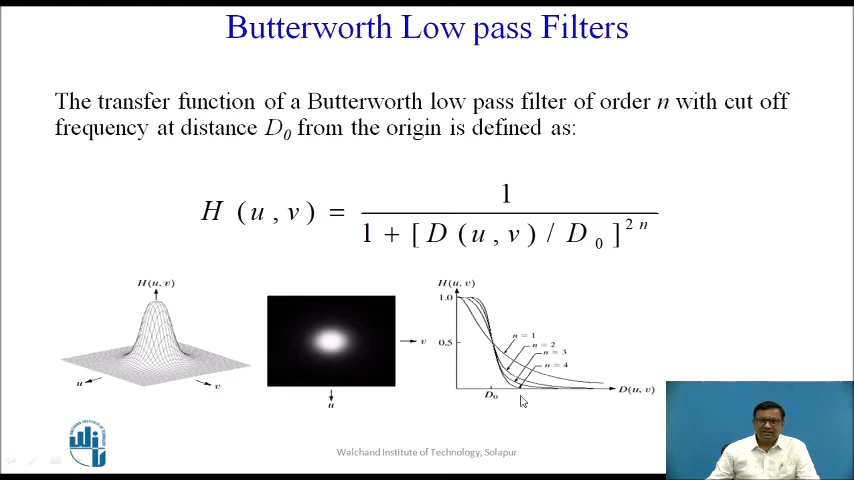 Butterworth Low pass Filters
The transfer function of a Butterworth low pass filter of order n with cut off
frequency at distance D₀ from the origin is defined as:
H (u, v) = 1 / 1 + [D (u, v) / D₀]²ⁿ
H(u, v)
u
v
v
u
H(u, v)
1.0
0.5
n = 1
n = 2
n = 3
n = 4
D₀
D(u, v)
Walchand Institute of Technology, Solapur